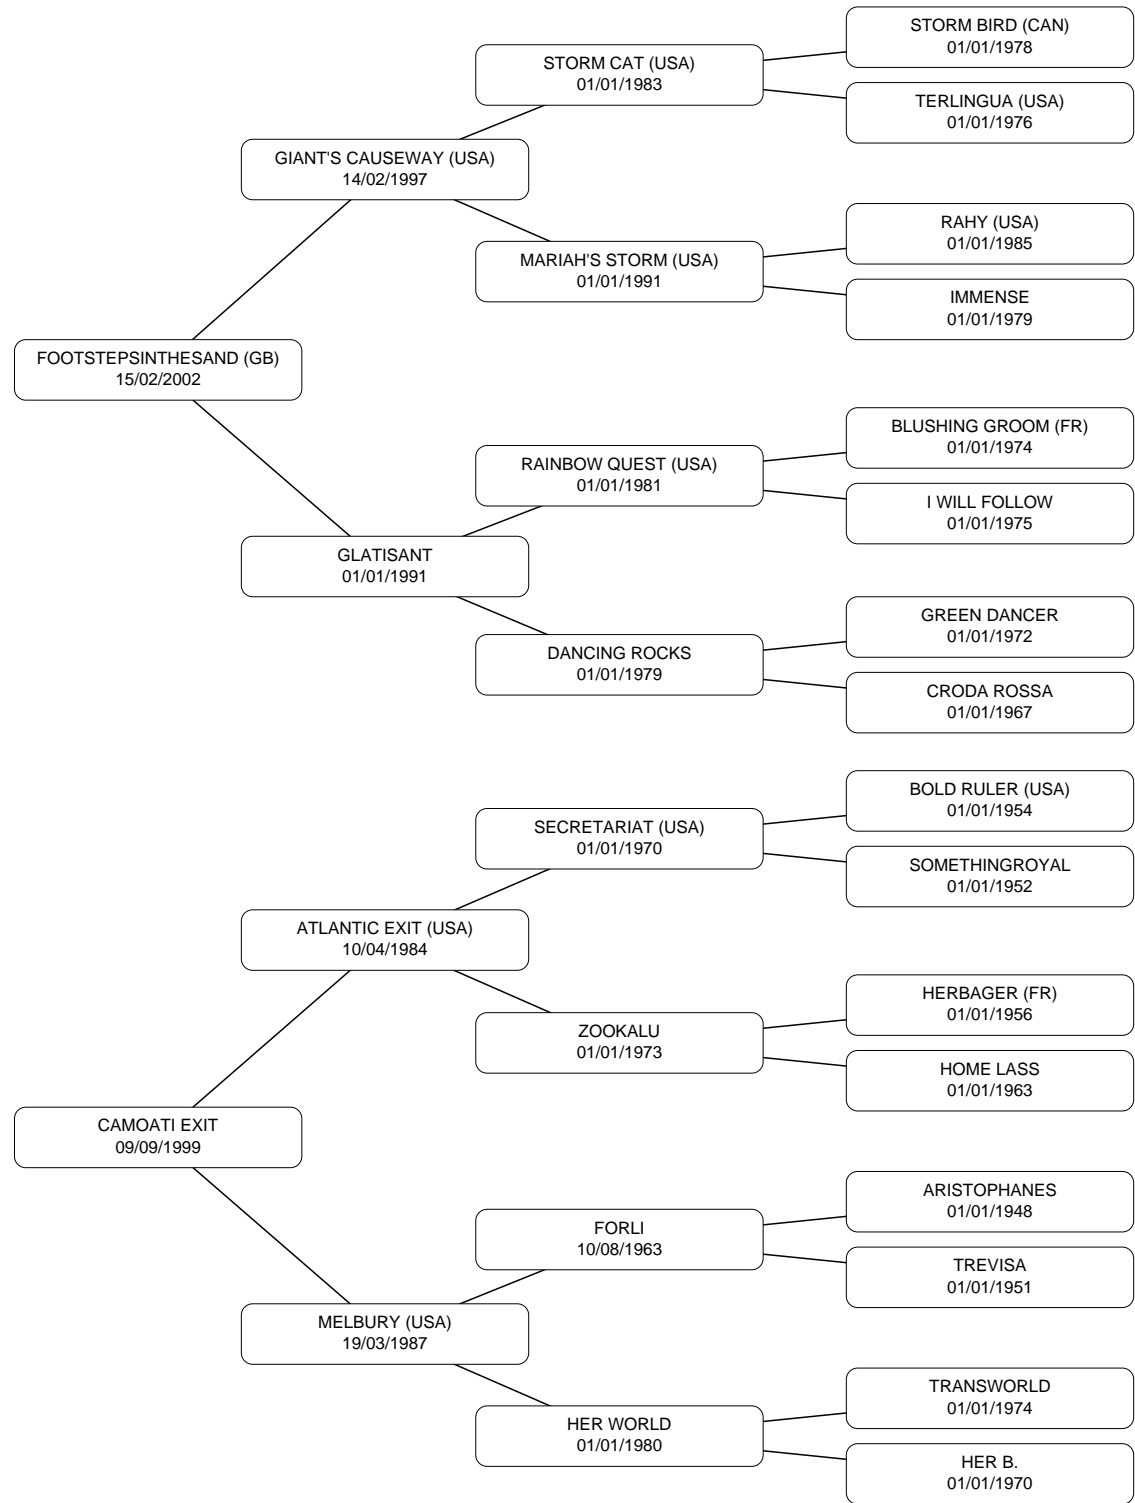 STORM BIRD (CAN)
01/01/1978
STORM CAT (USA)
01/01/1983
TERLINGUA (USA)
01/01/1976
GIANT'S CAUSEWAY (USA)
14/02/1997
RAHY (USA)
01/01/1985
MARIAH'S STORM (USA)
01/01/1991
IMMENSE
01/01/1979
FOOTSTEPSINTHESAND (GB)
15/02/2002
BLUSHING GROOM (FR)
01/01/1974
RAINBOW QUEST (USA)
01/01/1981
I WILL FOLLOW
01/01/1975
GLATISANT
01/01/1991
GREEN DANCER
01/01/1972
DANCING ROCKS
01/01/1979
CRODA ROSSA
01/01/1967
BOLD RULER (USA)
01/01/1954
SECRETARIAT (USA)
01/01/1970
SOMETHINGROYAL
01/01/1952
ATLANTIC EXIT (USA)
10/04/1984
HERBAGER (FR)
01/01/1956
ZOOKALU
01/01/1973
HOME LASS
01/01/1963
CAMOATI EXIT
09/09/1999
ARISTOPHANES
01/01/1948
FORLI
10/08/1963
TREVISA
01/01/1951
MELBURY (USA)
19/03/1987
TRANSWORLD
01/01/1974
HER WORLD
01/01/1980
HER B.
01/01/1970